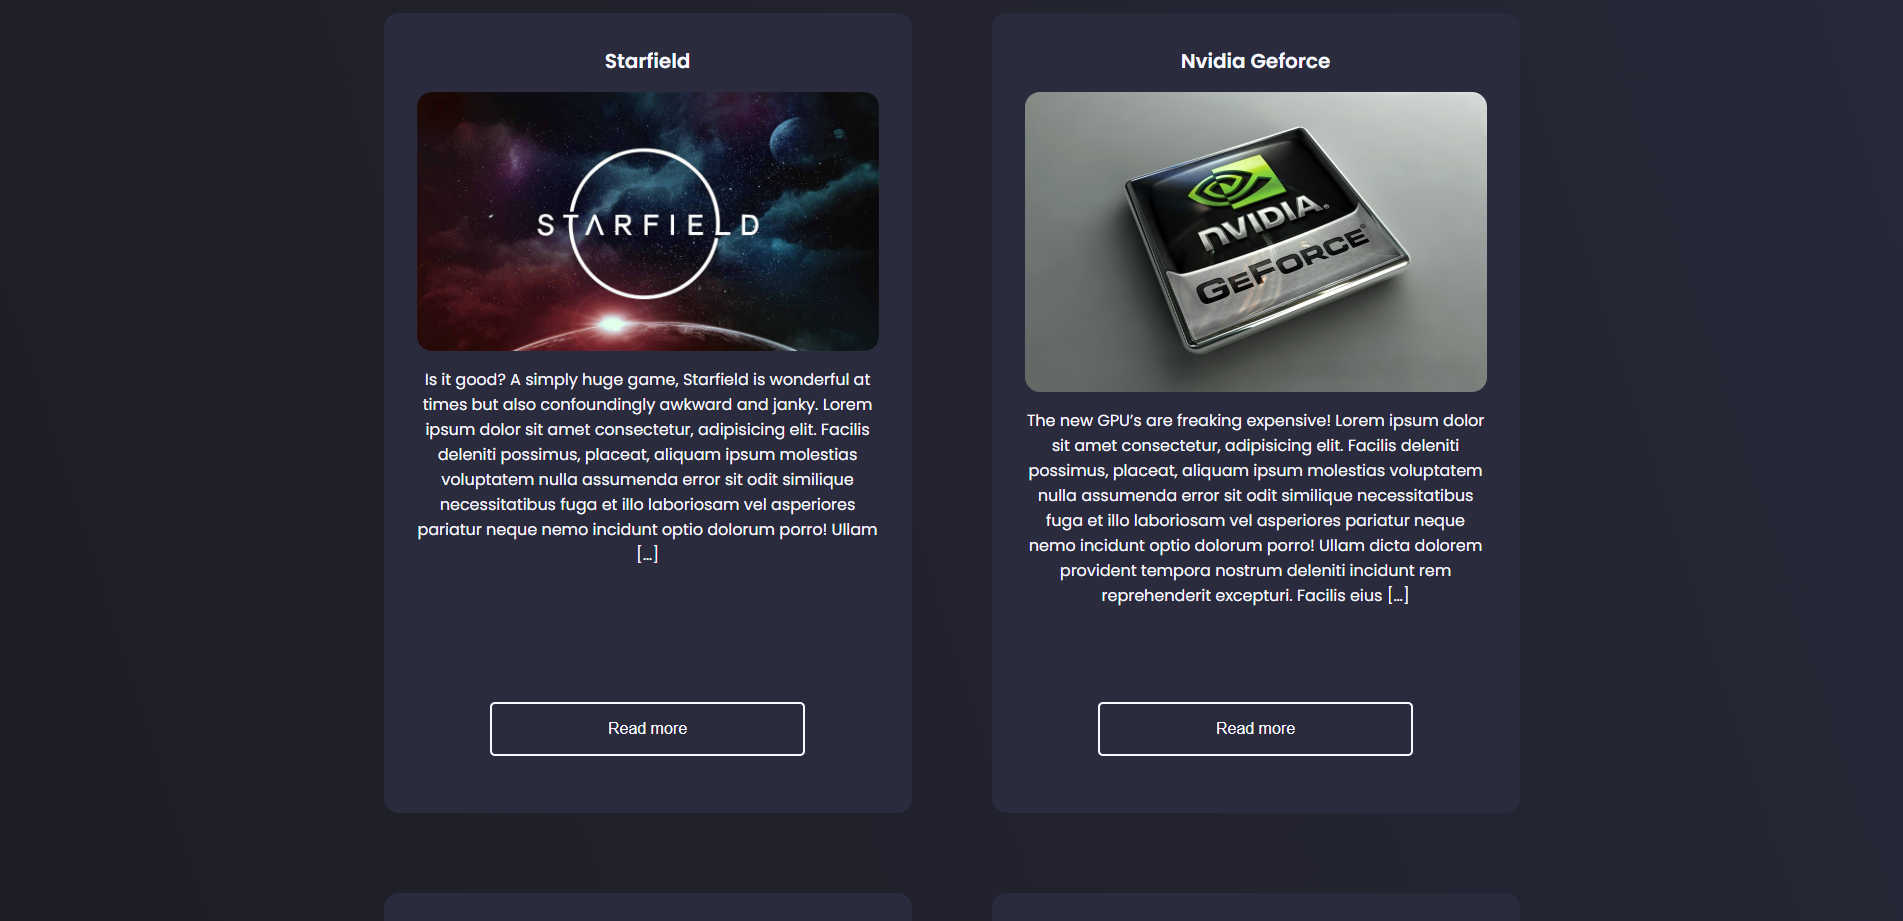 Starfield
STARFIELD
Is it good? A simply huge game, Starfield is wonderful at
times but also confoundingly awkward and janky. Lorem
ipsum dolor sit amet consectetur, adipisicing elit. Facilis
deleniti possimus, placeat, aliquam ipsum molestias
voluptatem nulla assumenda error sit odit similique
necessitatibus fuga et illo laboriosam vel asperiores
pariatur neque nemo incidunt optio dolorum porro! Ullam
[…]
Read more
Nvidia Geforce
NVIDIA®
GEFORCE®
The new GPU’s are freaking expensive! Lorem ipsum dolor
sit amet consectetur, adipisicing elit. Facilis deleniti
possimus, placeat, aliquam ipsum molestias voluptatem
nulla assumenda error sit odit similique necessitatibus
fuga et illo laboriosam vel asperiores pariatur neque
nemo incidunt optio dolorum porro! Ullam dicta dolorem
provident tempora nostrum deleniti incidunt rem
reprehenderit excepturi. Facilis eius […]
Read more